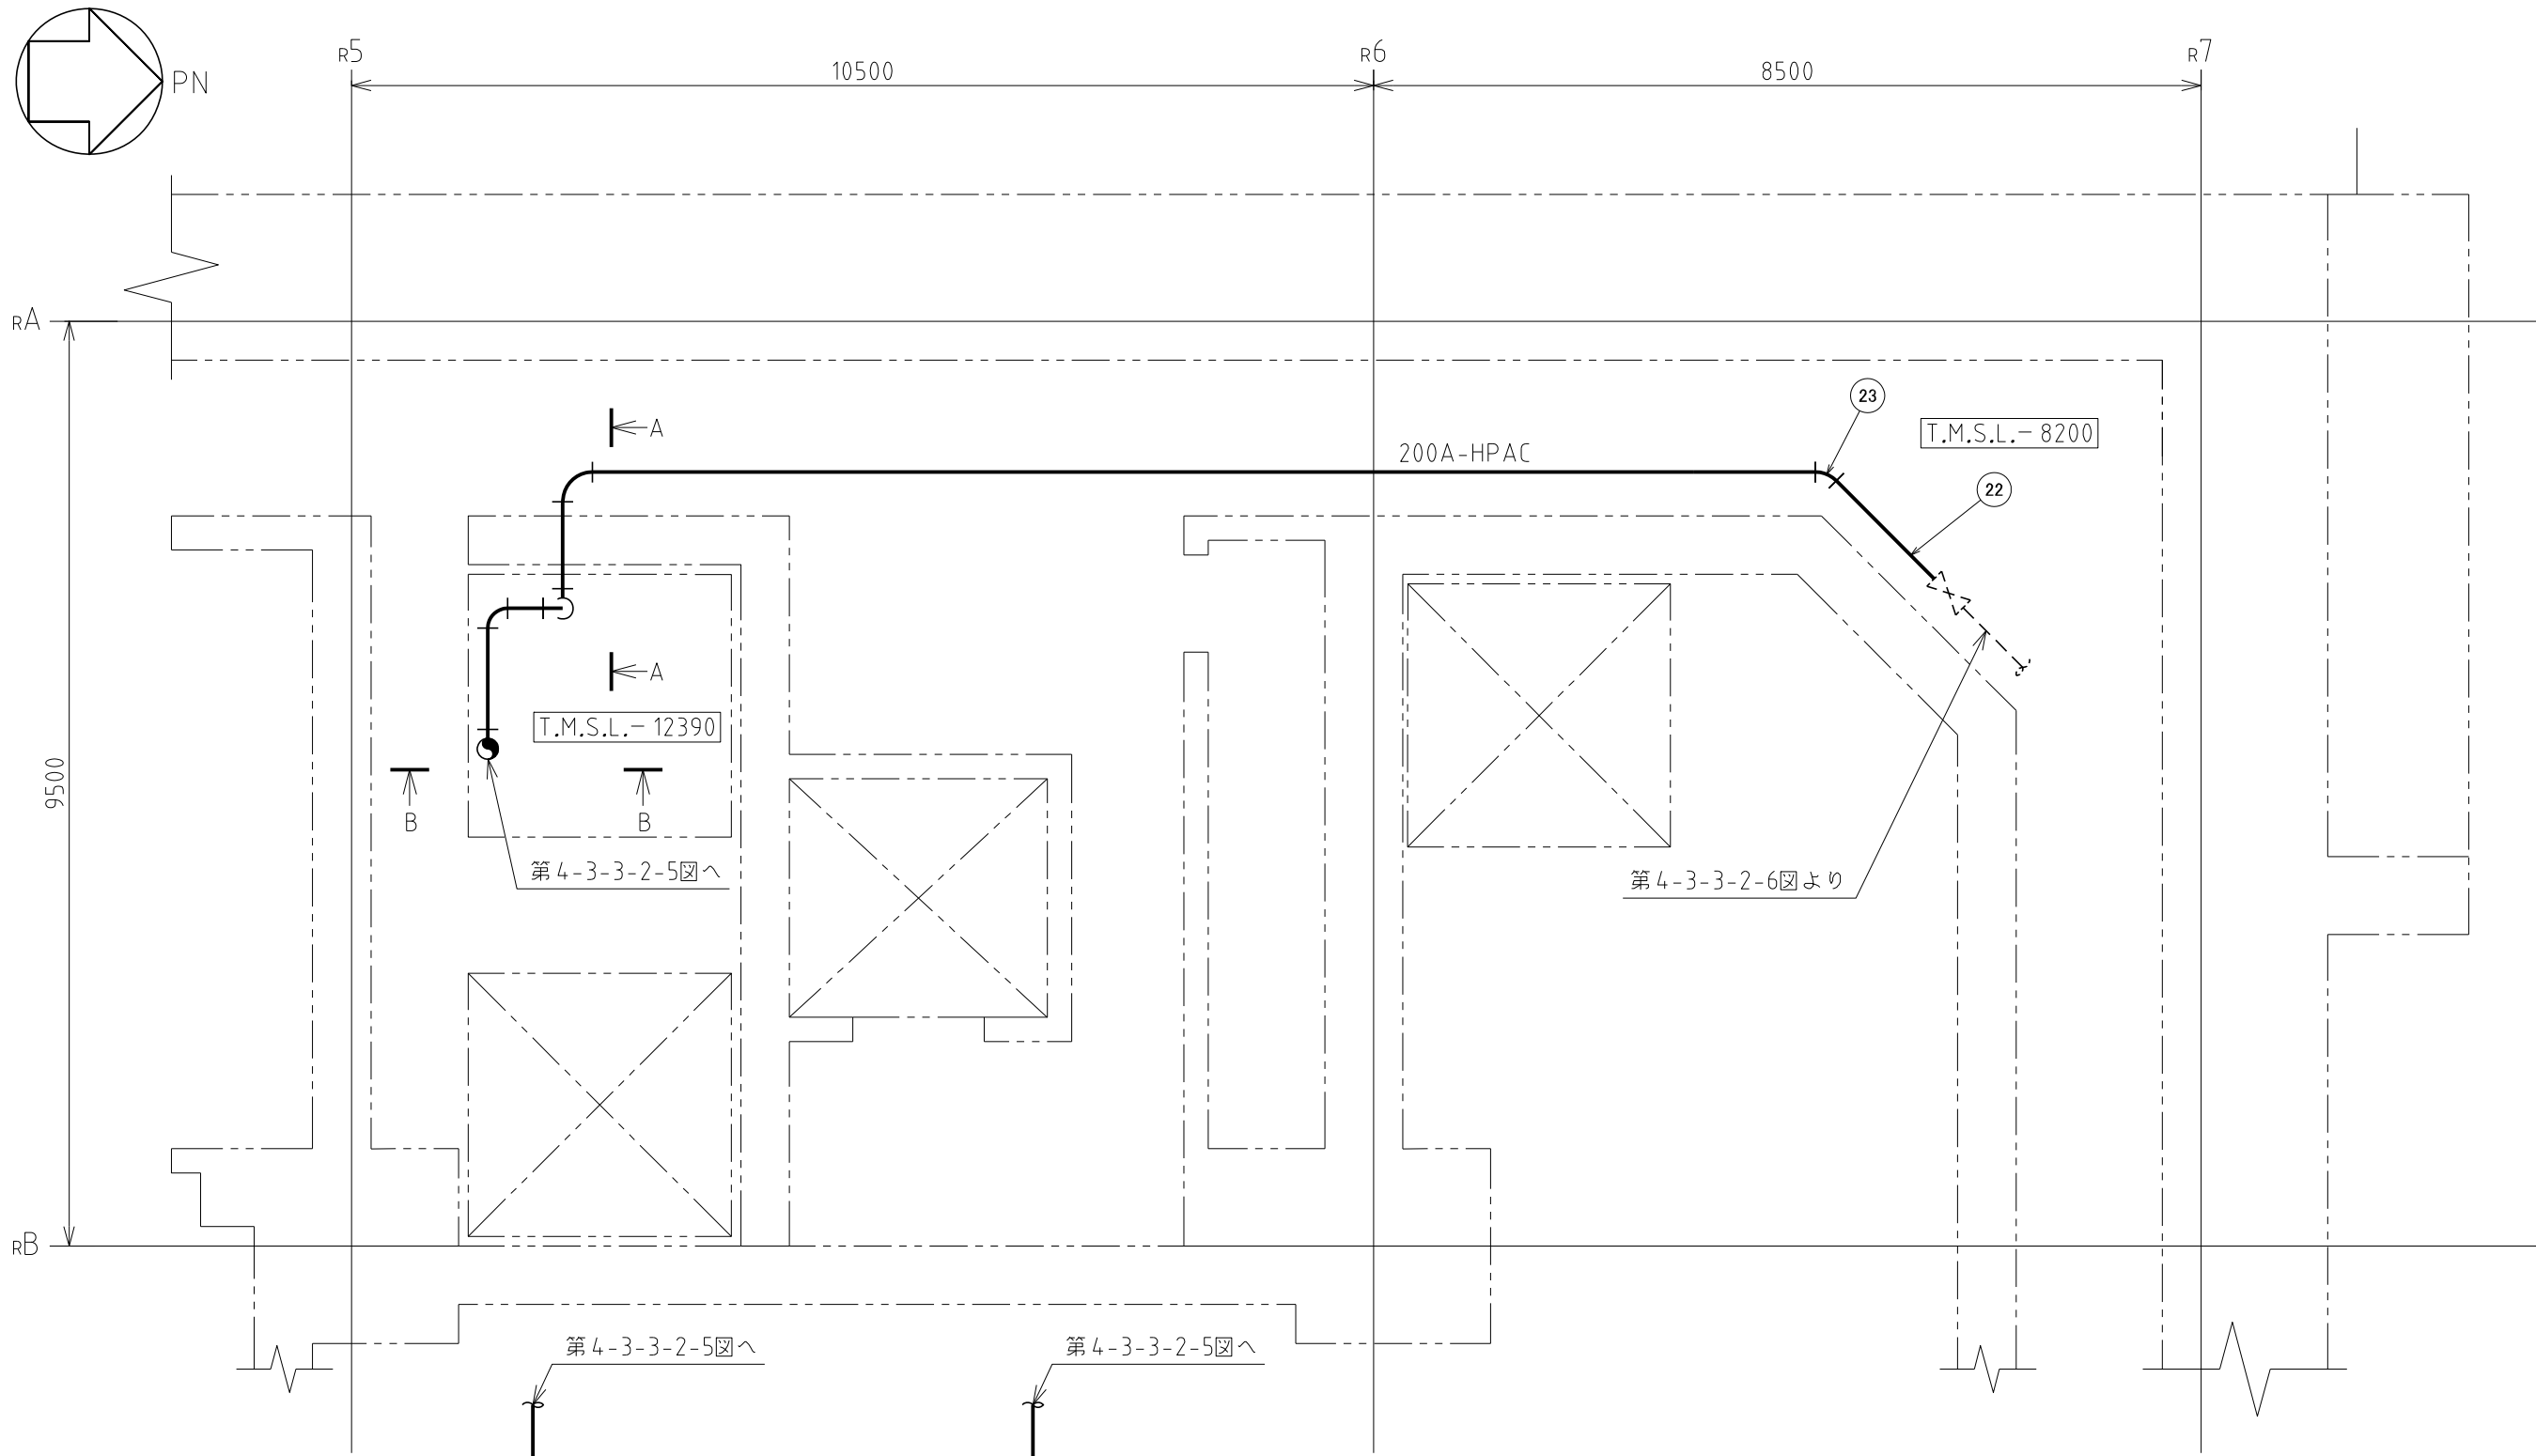 PN
R5
R6
R7
10500
8500
RA
23
A
T.M.S.L.-8200
200A-HPAC
22
A
T.M.S.L.-12390
9500
B
B
第4-3-3-2-5図へ
第4-3-3-2-6図より
RB
第4-3-3-2-5図へ
第4-3-3-2-5図へ